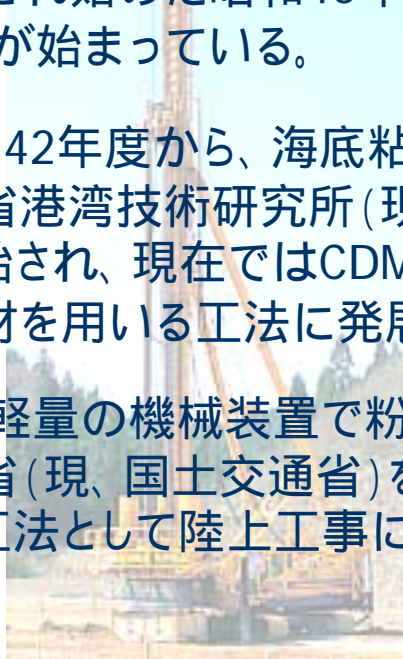 が始まっている。
42年度から、海底粘
省港湾技術研究所(現
始され、現在ではCDM
材を用いる工法に発展
軽量の機械装置で粉
省(現、国土交通省)を
工法として陸上工事に